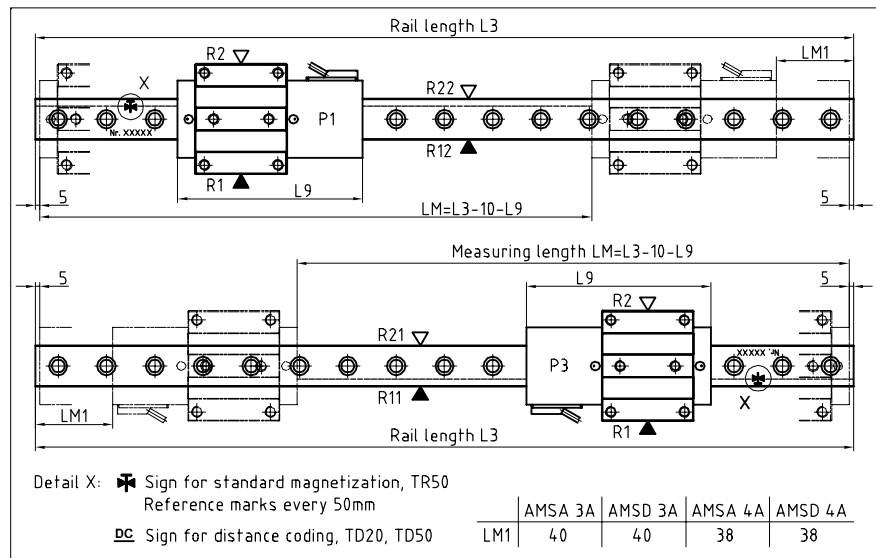 Rail length L3
R2
X
LM1
R22
P1
Nr. XXXXX
R12
R1
L9
5
LM=L3-10-L9
5
Measuring length LM=L3-10-L9
5
L9
5
R2
R21
Nr. XXXXX
P3
R11
X
LM1
R1
Rail length L3
Detail X: Sign for standard magnetization, TR50
Reference marks every 50mm
DC Sign for distance coding, TD20, TD50
AMSA 3A AMSD 3A AMSA 4A AMSD 4A
LM1 40 40 38 38